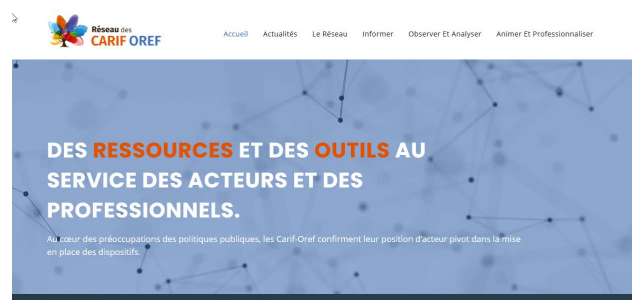 Réseau des
CARIF OREF
Accueil Actualités Le Réseau Informer Observer Et Analyser Animer Et Professionnaliser
DES RESSOURCES ET DES OUTILS AU
SERVICE DES ACTEURS ET DES
PROFESSIONNELS.
Au cœur des préoccupations des politiques publiques, les Carif-Oref confirment leur position d'acteur pivot dans la mise
en place des dispositifs.